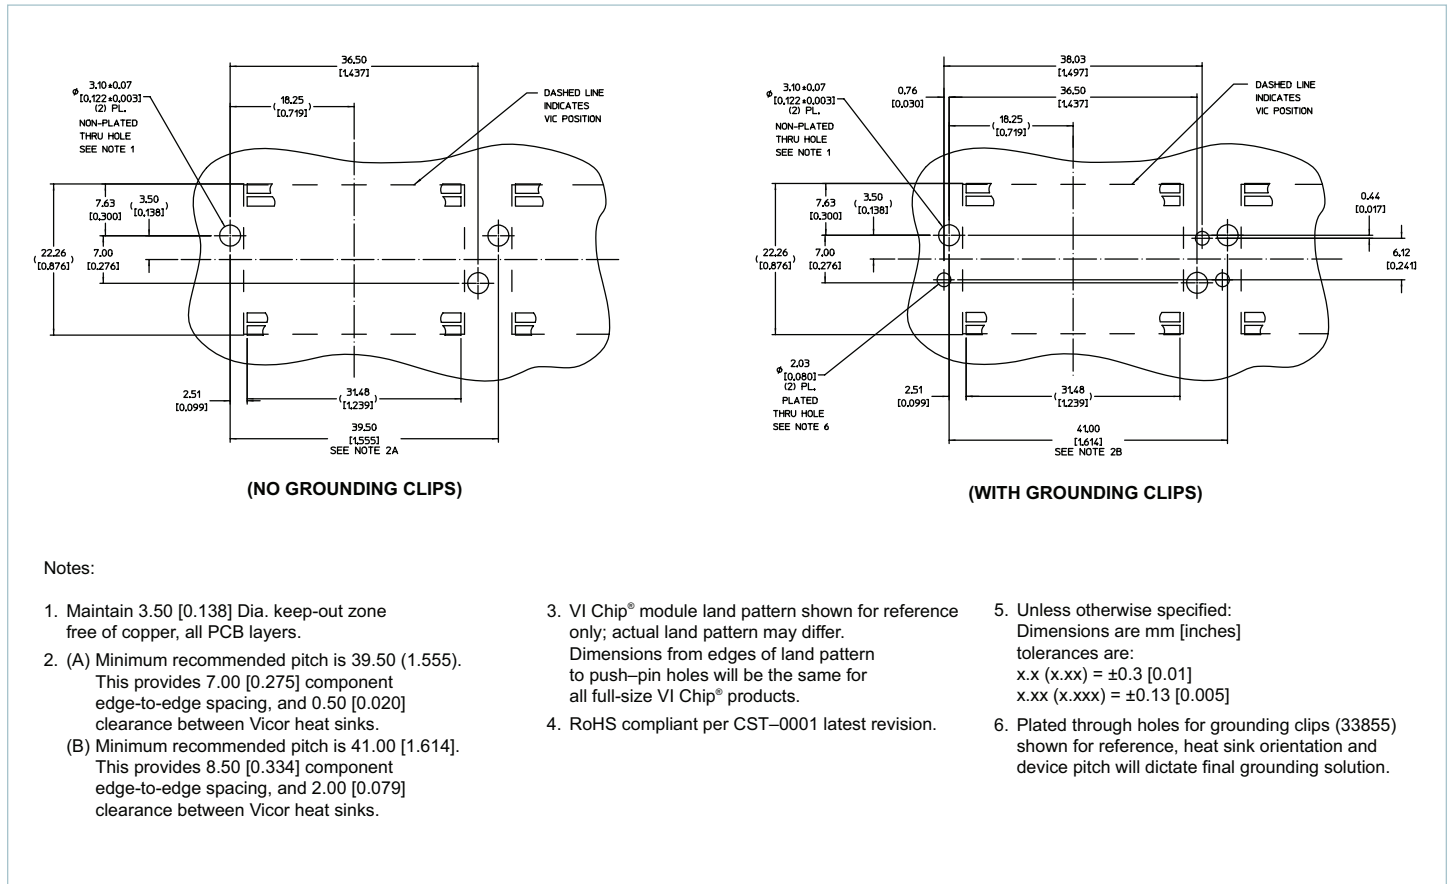 36.50
[1.437]
3.10±0.07
ø [0.122±0.003]
(2) PL.
NON-PLATED
THRU HOLE
SEE NOTE 1
18.25
( [0.719] )
DASHED LINE
INDICATES
VIC POSITION
7.63
[0.300]
( 3.50 )
[0.138]
( 22.26 )
[0.876]
7.00
[0.276]
2.51
[0.099]
( 31.48 )
[1.239]
39.50
[1.555]
SEE NOTE 2A
(NO GROUNDING CLIPS)
38.03
[1.497]
3.10±0.07
ø [0.122±0.003]
(2) PL.
NON-PLATED
THRU HOLE
SEE NOTE 1
0.76
[0.030]
36.50
[1.437]
18.25
( [0.719] )
DASHED LINE
INDICATES
VIC POSITION
7.63
[0.300]
( 3.50 )
[0.138]
0.44
[0.017]
( 22.26 )
[0.876]
7.00
[0.276]
6.12
[0.241]
ø 2.03
[0.080]
(2) PL.
PLATED
THRU HOLE
SEE NOTE 6
2.51
[0.099]
( 31.48 )
[1.239]
41.00
[1.614]
SEE NOTE 2B
(WITH GROUNDING CLIPS)
Notes:
1. Maintain 3.50 [0.138] Dia. keep-out zone
free of copper, all PCB layers.
2. (A) Minimum recommended pitch is 39.50 (1.555).
This provides 7.00 [0.275] component
edge-to-edge spacing, and 0.50 [0.020]
clearance between Vicor heat sinks.
(B) Minimum recommended pitch is 41.00 [1.614].
This provides 8.50 [0.334] component
edge-to-edge spacing, and 2.00 [0.079]
clearance between Vicor heat sinks.
3. VI Chip® module land pattern shown for reference
only; actual land pattern may differ.
Dimensions from edges of land pattern
to push–pin holes will be the same for
all full-size VI Chip® products.
4. RoHS compliant per CST–0001 latest revision.
5. Unless otherwise specified:
Dimensions are mm [inches]
tolerances are:
x.x (x.xx) = ±0.3 [0.01]
x.xx (x.xxx) = ±0.13 [0.005]
6. Plated through holes for grounding clips (33855)
shown for reference, heat sink orientation and
device pitch will dictate final grounding solution.